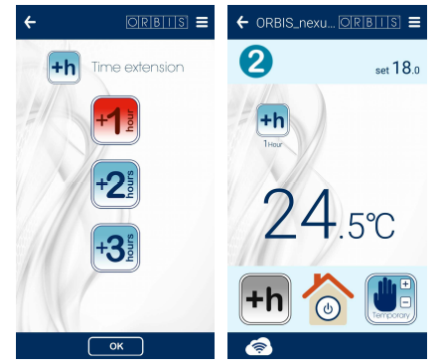 ORBIS
+h Time extension
+1 hour
+2 hours
+3 hours
OK
ORBIS_nexu... ORBIS
2
set 18.0
+h
1Hour
24.5°C
+h
+
-
Temporary